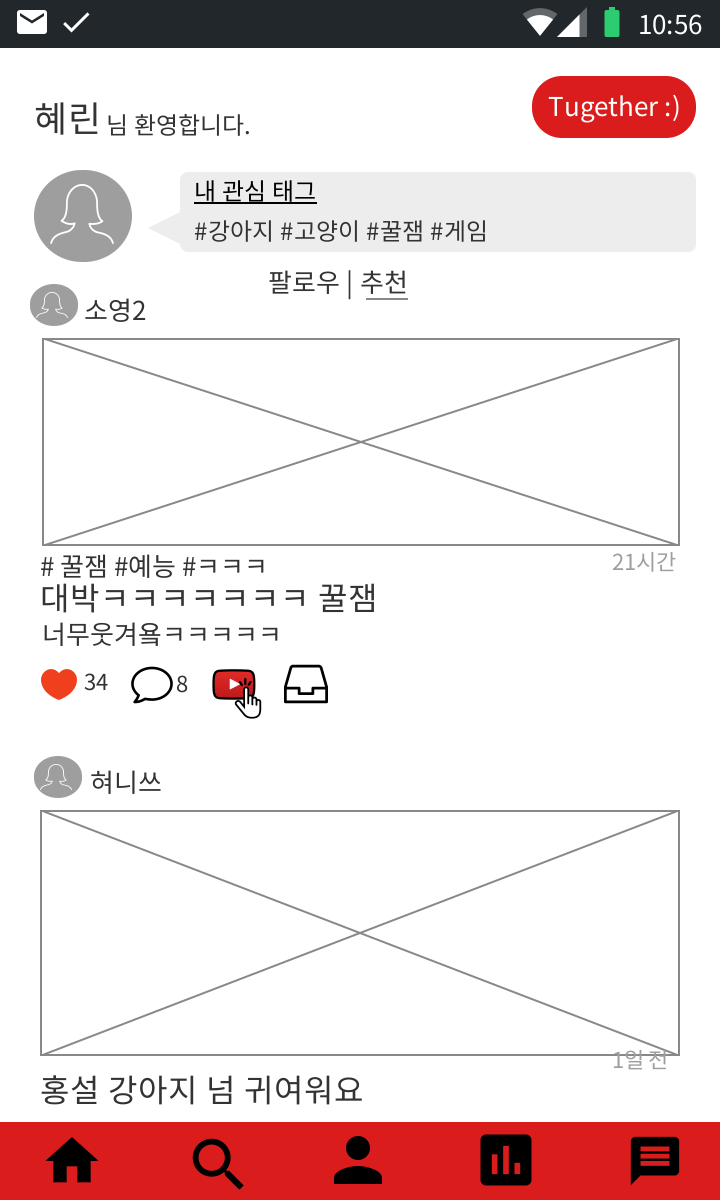 10:56
혜린 님 환영합니다.
Tugether :)
내 관심 태그
#강아지 #고양이 #꿀잼 #게임
팔로우 | 추천
소영2
# 꿀잼 #예능 #ㅋㅋㅋ
21시간
대박ㅋㅋㅋㅋㅋㅋㅋ 꿀잼
너무웃겨욬ㅋㅋㅋㅋㅋ
34
8
혀니쓰
1일 전
홍설 강아지 넘 귀여워요